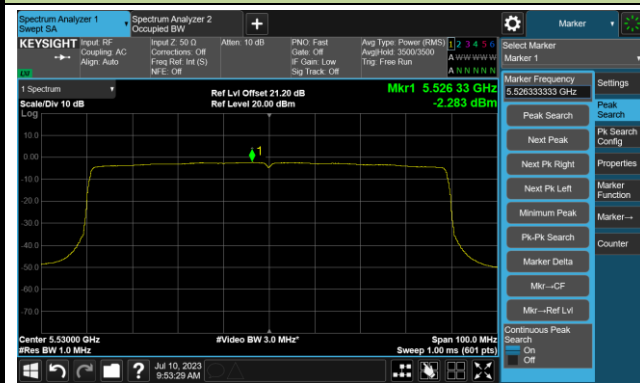 Spectrum Analyzer 1
Swept SA
Spectrum Analyzer 2
Occupied BW
+
Marker
KEYSIGHT
Input: RF
Coupling: AC
Align: Auto
Input Z: 50 Ω
Corrections: Off
Freq Ref: Int (S)
NFE: Off
Atten: 10 dB
PNO: Fast
Gate: Off
IF Gain: Low
Sig Track: Off
Avg Type: Power (RMS)
Avg|Hold: 3500/3500
Trig: Free Run
1 2 3 4 5 6
A W W W W W
A N N N N N
Select Marker
Marker 1
1 Spectrum
Scale/Div 10 dB
Log
Ref Lvl Offset 21.20 dB
Ref Level 20.00 dBm
Mkr1 5.526 33 GHz
-2.283 dBm
10.0
0.00
-10.0
-20.0
-30.0
-40.0
-50.0
-60.0
-70.0
1
Center 5.53000 GHz
#Res BW 1.0 MHz
#Video BW 3.0 MHz*
Span 100.0 MHz
Sweep 1.00 ms (601 pts)
Marker Frequency
5.526333333 GHz
Peak Search
Next Peak
Next Pk Right
Next Pk Left
Minimum Peak
Pk-Pk Search
Marker Delta
Mkr→CF
Mkr→Ref Lvl
Continuous Peak
Search
On
Off
Settings
Peak
Search
Pk Search
Config
Properties
Marker
Function
Marker→
Counter
?
Jul 10, 2023
9:53:29 AM